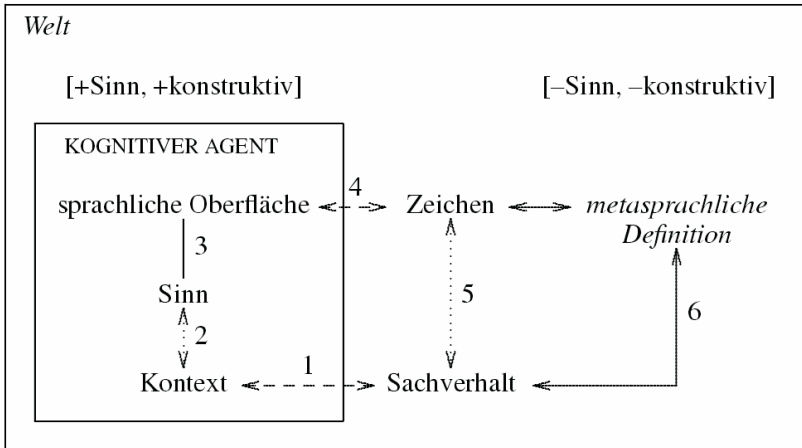 Welt
[+Sinn, +konstruktiv] [–Sinn, –konstruktiv]
KOGNITIVER AGENT
4
sprachliche Oberfläche Zeichen metasprachliche
Definition
3
Sinn 5 6
2
1
Kontext Sachverhalt